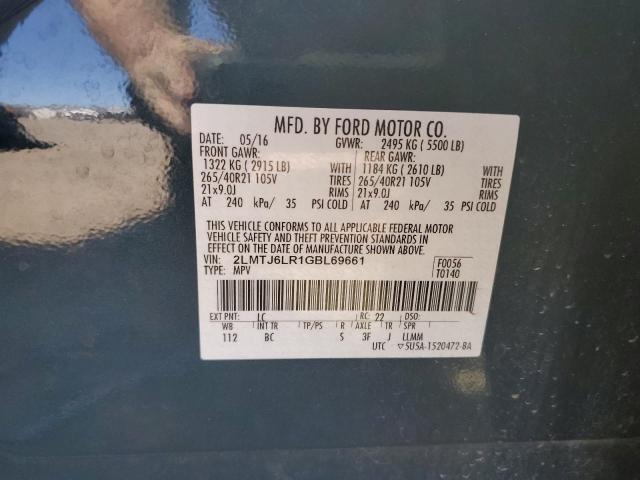 MFD. BY FORD MOTOR CO.
DATE: 05/16 GVWR: 2495 KG ( 5500 LB)
FRONT GAWR: REAR GAWR:
1322 KG ( 2915 LB) WITH 1184 KG ( 2610 LB) WITH
265/40R21 105V TIRES 265/40R21 105V TIRES
21x9.0J RIMS 21x9.0J RIMS
AT 240 kPa/ 35 PSI COLD AT 240 kPa/ 35 PSI COLD
THIS VEHICLE CONFORMS TO ALL APPLICABLE FEDERAL MOTOR
VEHICLE SAFETY AND THEFT PREVENTION STANDARDS IN
EFFECT ON THE DATE OF MANUFACTURE SHOWN ABOVE.
VIN: 2LMTJ6LR1GBL69661 F0056
TYPE: MPV T0140
EXT PNT: LC RC: 22 DSO:
WB INT TR TP/PS R AXLE TR SPR
112 BC S 3F J LLMM
UTC ▽5U5A-1520472-BA